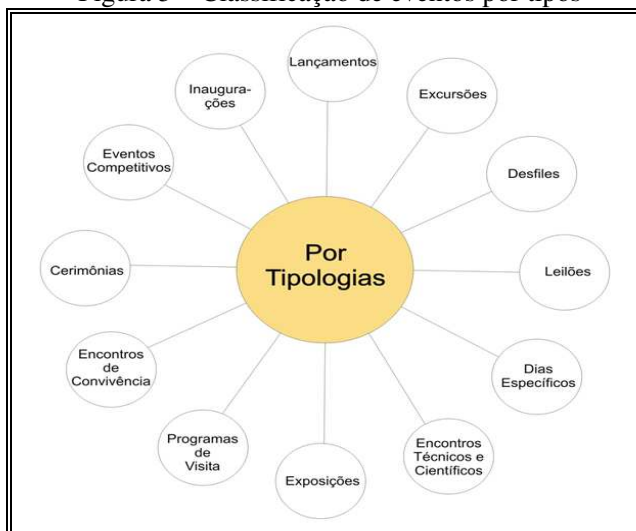 Figura 3 – Classificação de eventos por tipos
Lançamentos
Excursões
Desfiles
Leilões
Dias
Específicos
Encontros
Técnicos e
Científicos
Exposições
Programas
de
Visita
Encontros
de
Convivência
Cerimônias
Eventos
Competitivos
Inaugura-
ções
Por
Tipologias